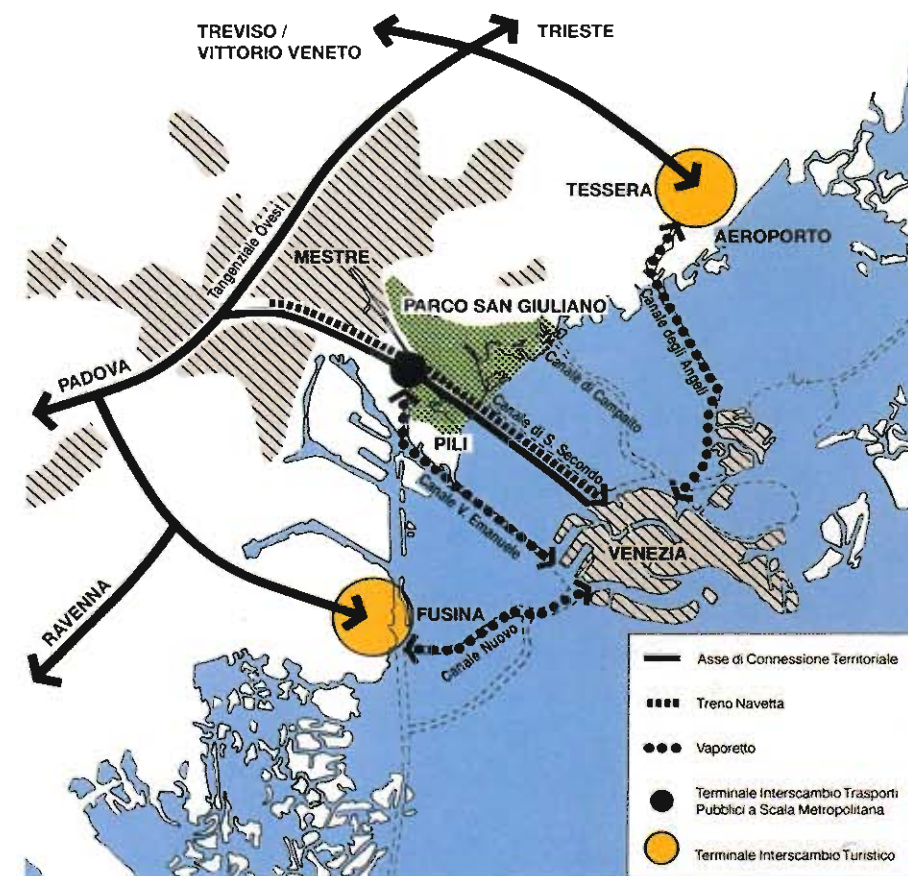 TREVISO /
VITTORIO VENETO
TRIESTE
TESSERA
AEROPORTO
Tangenziale Ovest
MESTRE
PARCO SAN GIULIANO
Canale degli Angeli
Canale di Campalto
PADOVA
Canale di S. Secondo
PILI
Canale V. Emanuele
VENEZIA
RAVENNA
FUSINA
Canale Nuovo
Asse di Connessione Territoriale
Treno Navetta
Vaporetto
Terminale Interscambio Trasporti
Pubblici a Scala Metropolitana
Terminale Interscambio Turistico